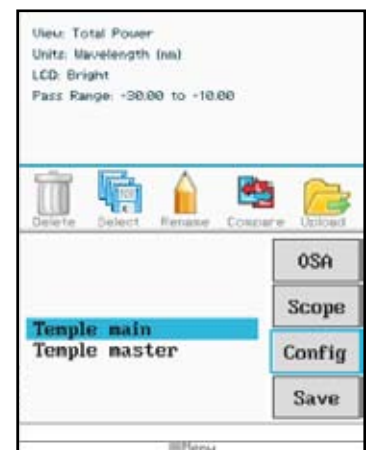 View: Total Power
Units: Wavelength (nm)
LCD: Bright
Pass Range: -30.00 to -10.00
Delete Select Rename Compare Upload
OSA
Scope
Temple main
Temple master
Config
Save
Menu